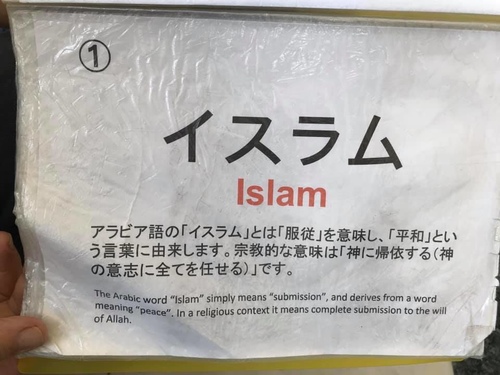 ①
イスラム
Islam
アラビア語の「イスラム」とは「服従」を意味し、「平和」とい
う言葉に由来します。宗教的な意味は「神に帰依する（神
の意志に全てを任せる）」です。
The Arabic word “Islam” simply means “submission”, and derives from a word
meaning “peace”. In a religious context it means complete submission to the will
of Allah.